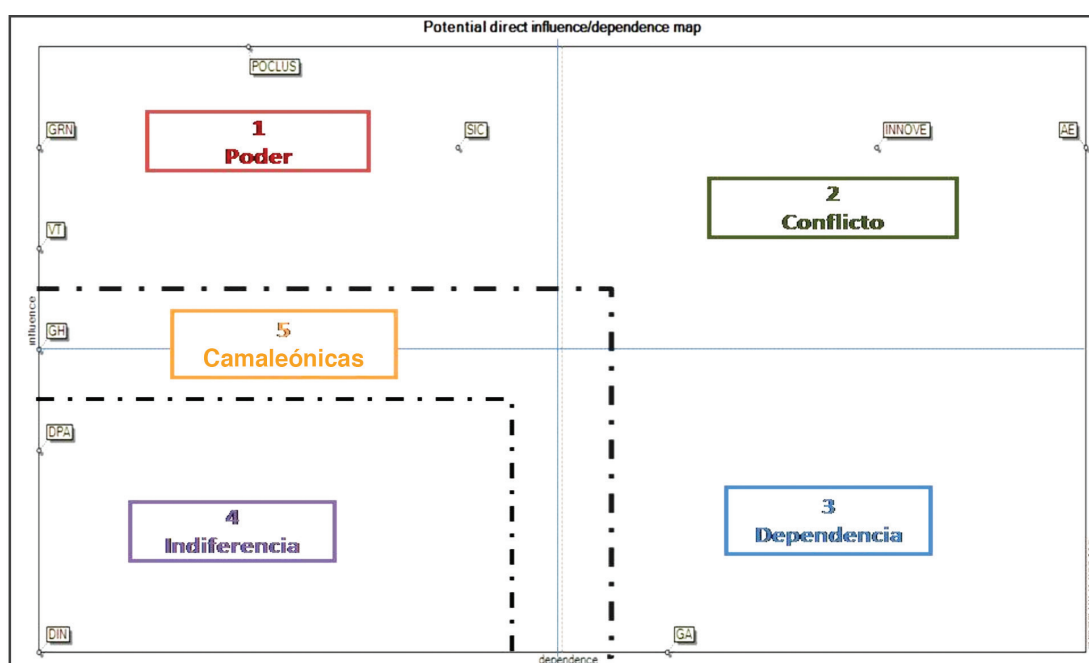 Potential direct influence/dependence map
POCLUS
GRN
1
Poder
SIC
INNOVE
AE
2
Conflicto
VT
influence
GH
5
Camaleónicas
DPA
4
Indiferencia
3
Dependencia
DIN
GA
dependence